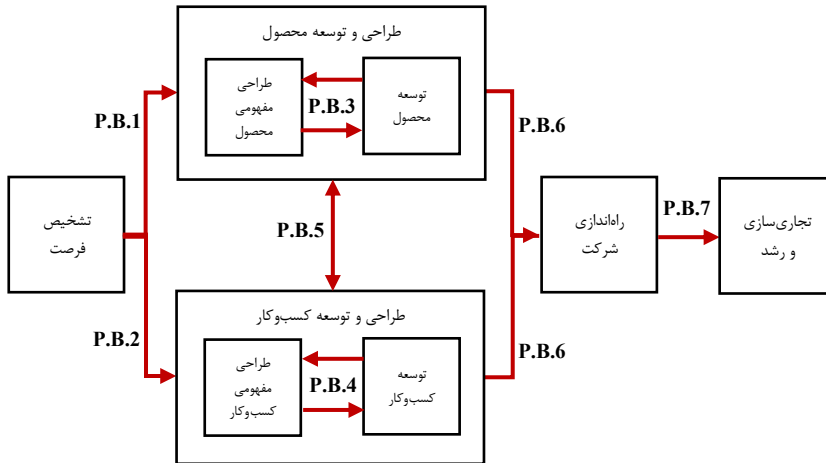 طراحی و توسعه محصول
طراحی
مفهومی
محصول
P.B.3
توسعه
محصول
P.B.1
P.B.6
تشخیص
فرصت
P.B.5
راه‌اندازی
شرکت
P.B.7
تجاری‌سازی
و رشد
P.B.2
طراحی و توسعه کسب‌وکار
طراحی
مفهومی
کسب‌وکار
P.B.4
توسعه
کسب‌وکار
P.B.6